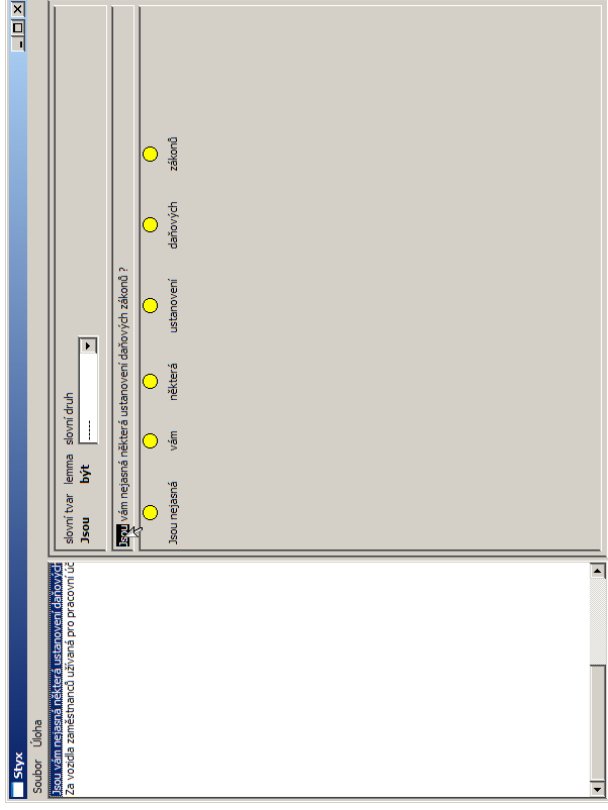 Styx
Soubor Úloha
Jsou vám nejasná některá ustanovení daňových
Za vozidla zaměstnanců užívaná pro pracovní úč
slovní tvar lemma slovní druh
Jsou být -----
Jsou vám nejasná některá ustanovení daňových zákonů ?
Jsou nejasná vám některá ustanovení daňových zákonů